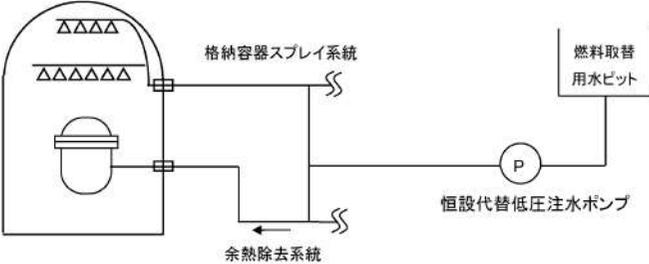 格納容器スプレイ系統
燃料取替
用水ピット
P
恒設代替低圧注水ポンプ
余熱除去系統